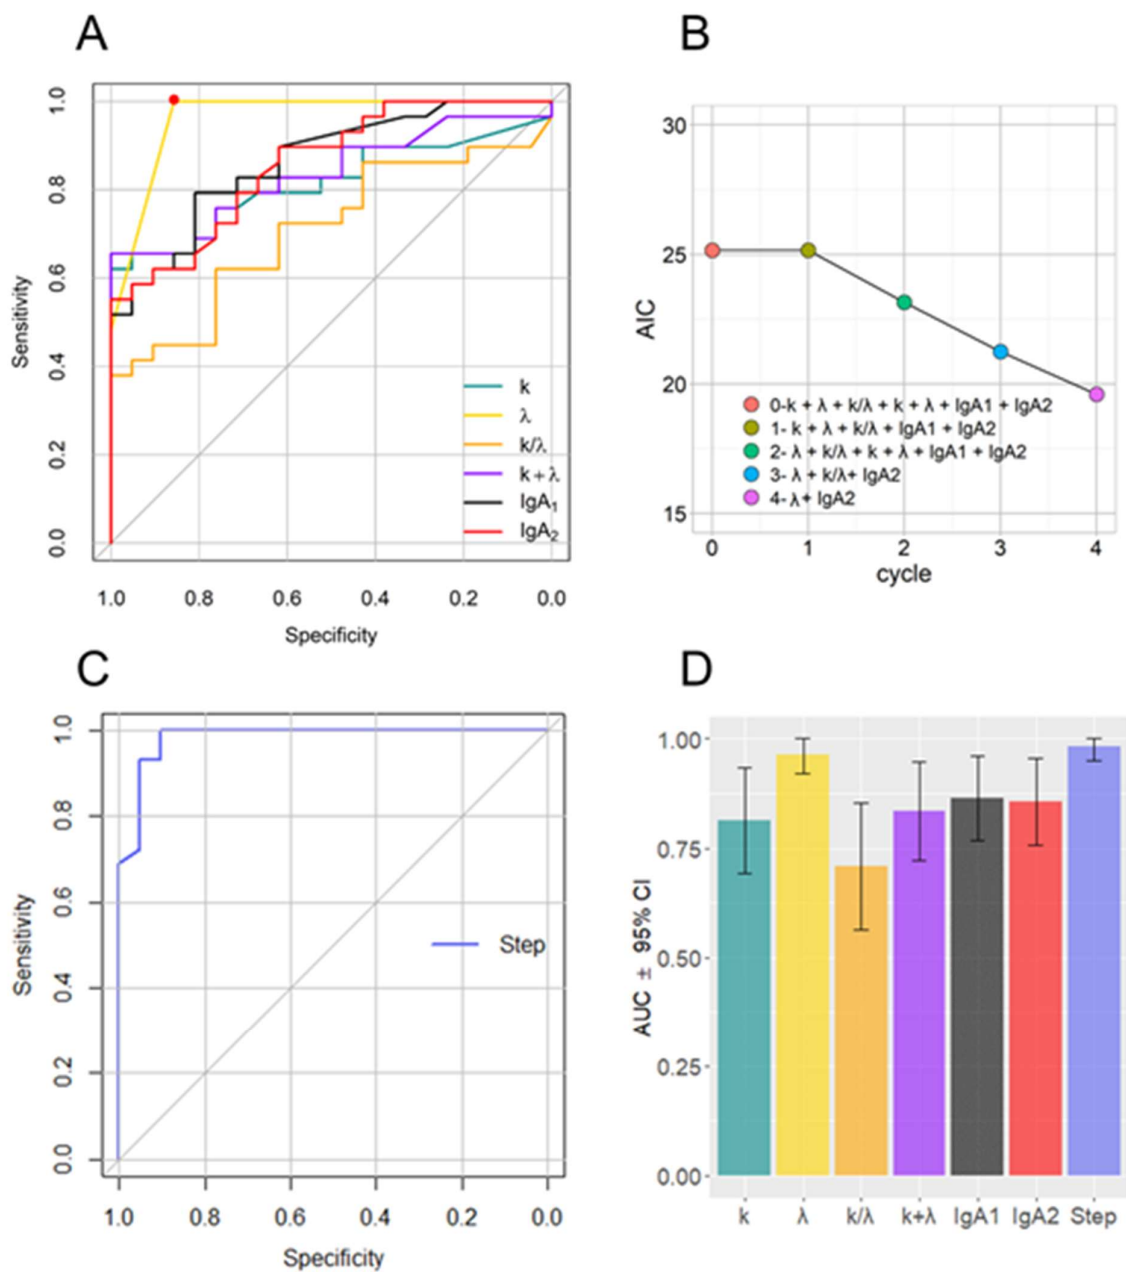 A
Sensitivity
1.0
0.8
0.6
0.4
0.2
0.0
k
λ
k/λ
k+λ
IgA1
IgA2
1.0 0.8 0.6 0.4 0.2 0.0
Specificity
B
AIC
30
25
20
15
0-k + λ + k/λ + k + λ + IgA1 + IgA2
1- k + λ + k/λ + IgA1 + IgA2
2- λ + k/λ + k + λ + IgA1 + IgA2
3- λ + k/λ+ IgA2
4- λ+ IgA2
0 1 2 3 4
cycle
C
Sensitivity
1.0
0.8
0.6
0.4
0.2
0.0
Step
1.0 0.8 0.6 0.4 0.2 0.0
Specificity
D
AUC ± 95% CI
1.00
0.75
0.50
0.25
0.00
k λ k/λ k+λ IgA1 IgA2 Step